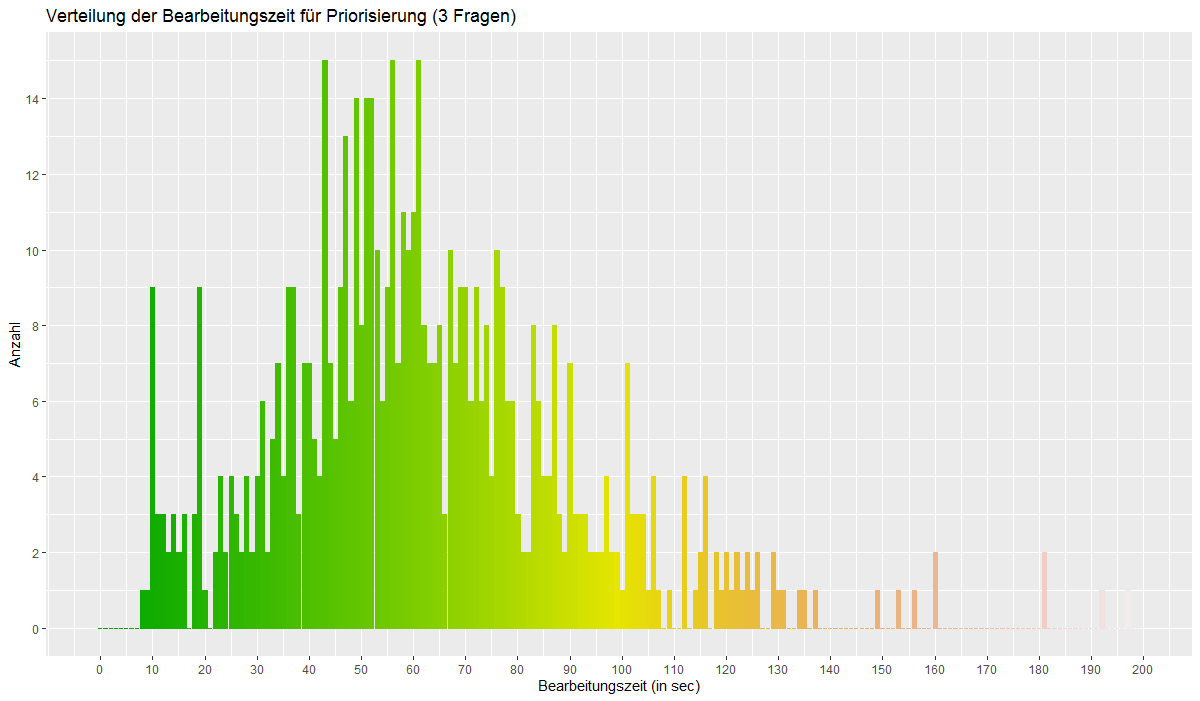 Verteilung der Bearbeitungszeit für Priorisierung (3 Fragen)
Anzahl
14
12
10
8
6
4
2
0
0 10 20 30 40 50 60 70 80 90 100 110 120 130 140 150 160 170 180 190 200
Bearbeitungszeit (in sec)